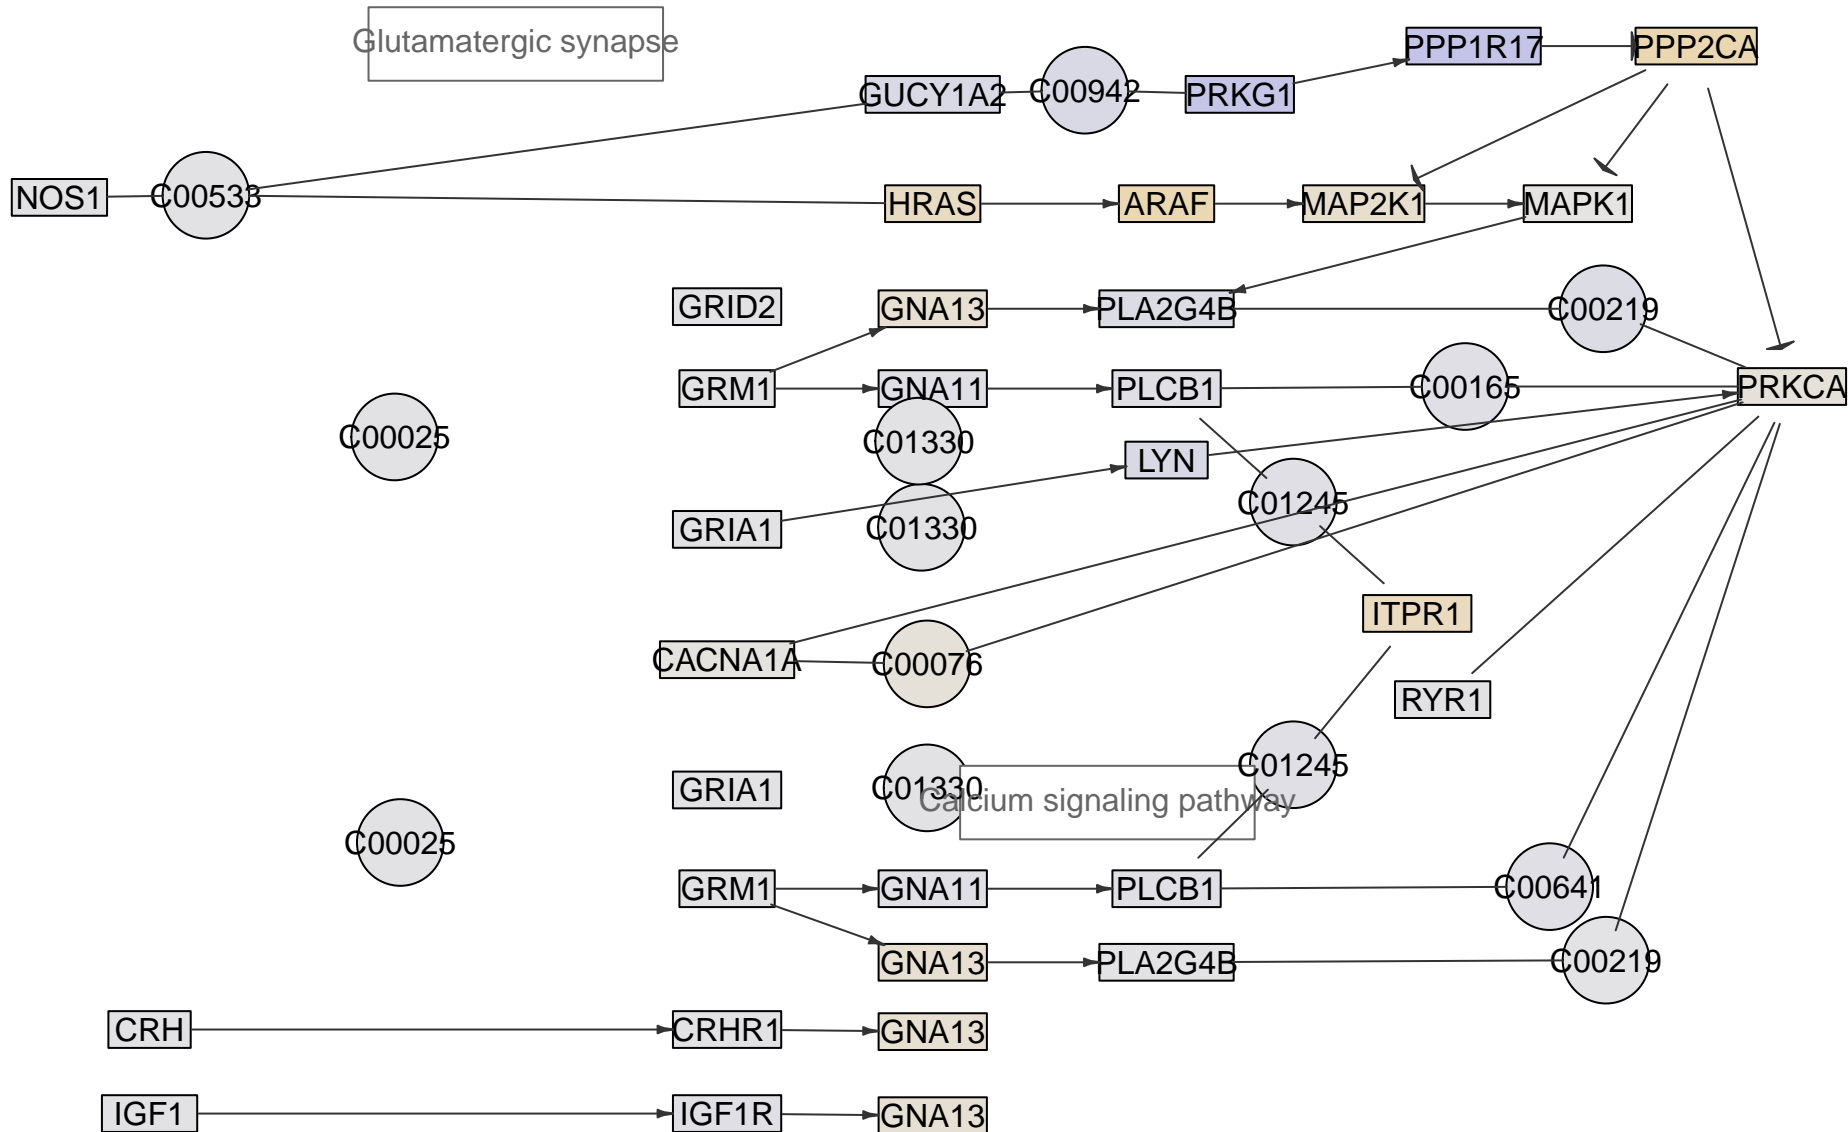 Glutamatergic synapse
PPP1R17
PPP2CA
GUCY1A2
C00942
PRKG1
NOS1
C00533
HRAS
ARAF
MAP2K1
MAPK1
GRID2
GNA13
PLA2G4B
C00219
GRM1
GNA11
PLCB1
C00165
PRKCA
C00025
C01330
LYN
GRIA1
C01330
C01245
ITPR1
CACNA1A
C00076
RYR1
GRIA1
C01330
C01245
Calcium signaling pathway
C00025
GRM1
GNA11
PLCB1
C00641
GNA13
PLA2G4B
C00219
CRH
CRHR1
GNA13
IGF1
IGF1R
GNA13